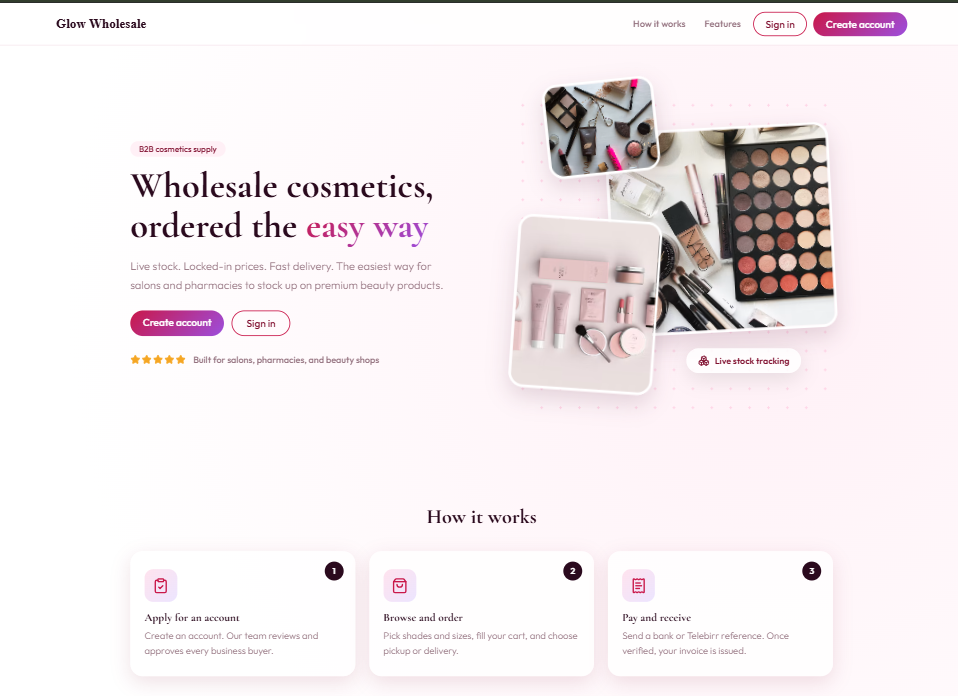 Glow Wholesale
How it works
Features
Sign in
Create account
B2B cosmetics supply
Wholesale cosmetics,
ordered the easy way
Live stock. Locked-in prices. Fast delivery. The easiest way for
salons and pharmacies to stock up on premium beauty products.
Create account
Sign in
Built for salons, pharmacies, and beauty shops
NARS
Live stock tracking
How it works
1
Apply for an account
Create an account. Our team reviews and
approves every business buyer.
2
Browse and order
Pick shades and sizes, fill your cart, and choose
pickup or delivery.
3
Pay and receive
Send a bank or Telebirr reference. Once
verified, your invoice is issued.